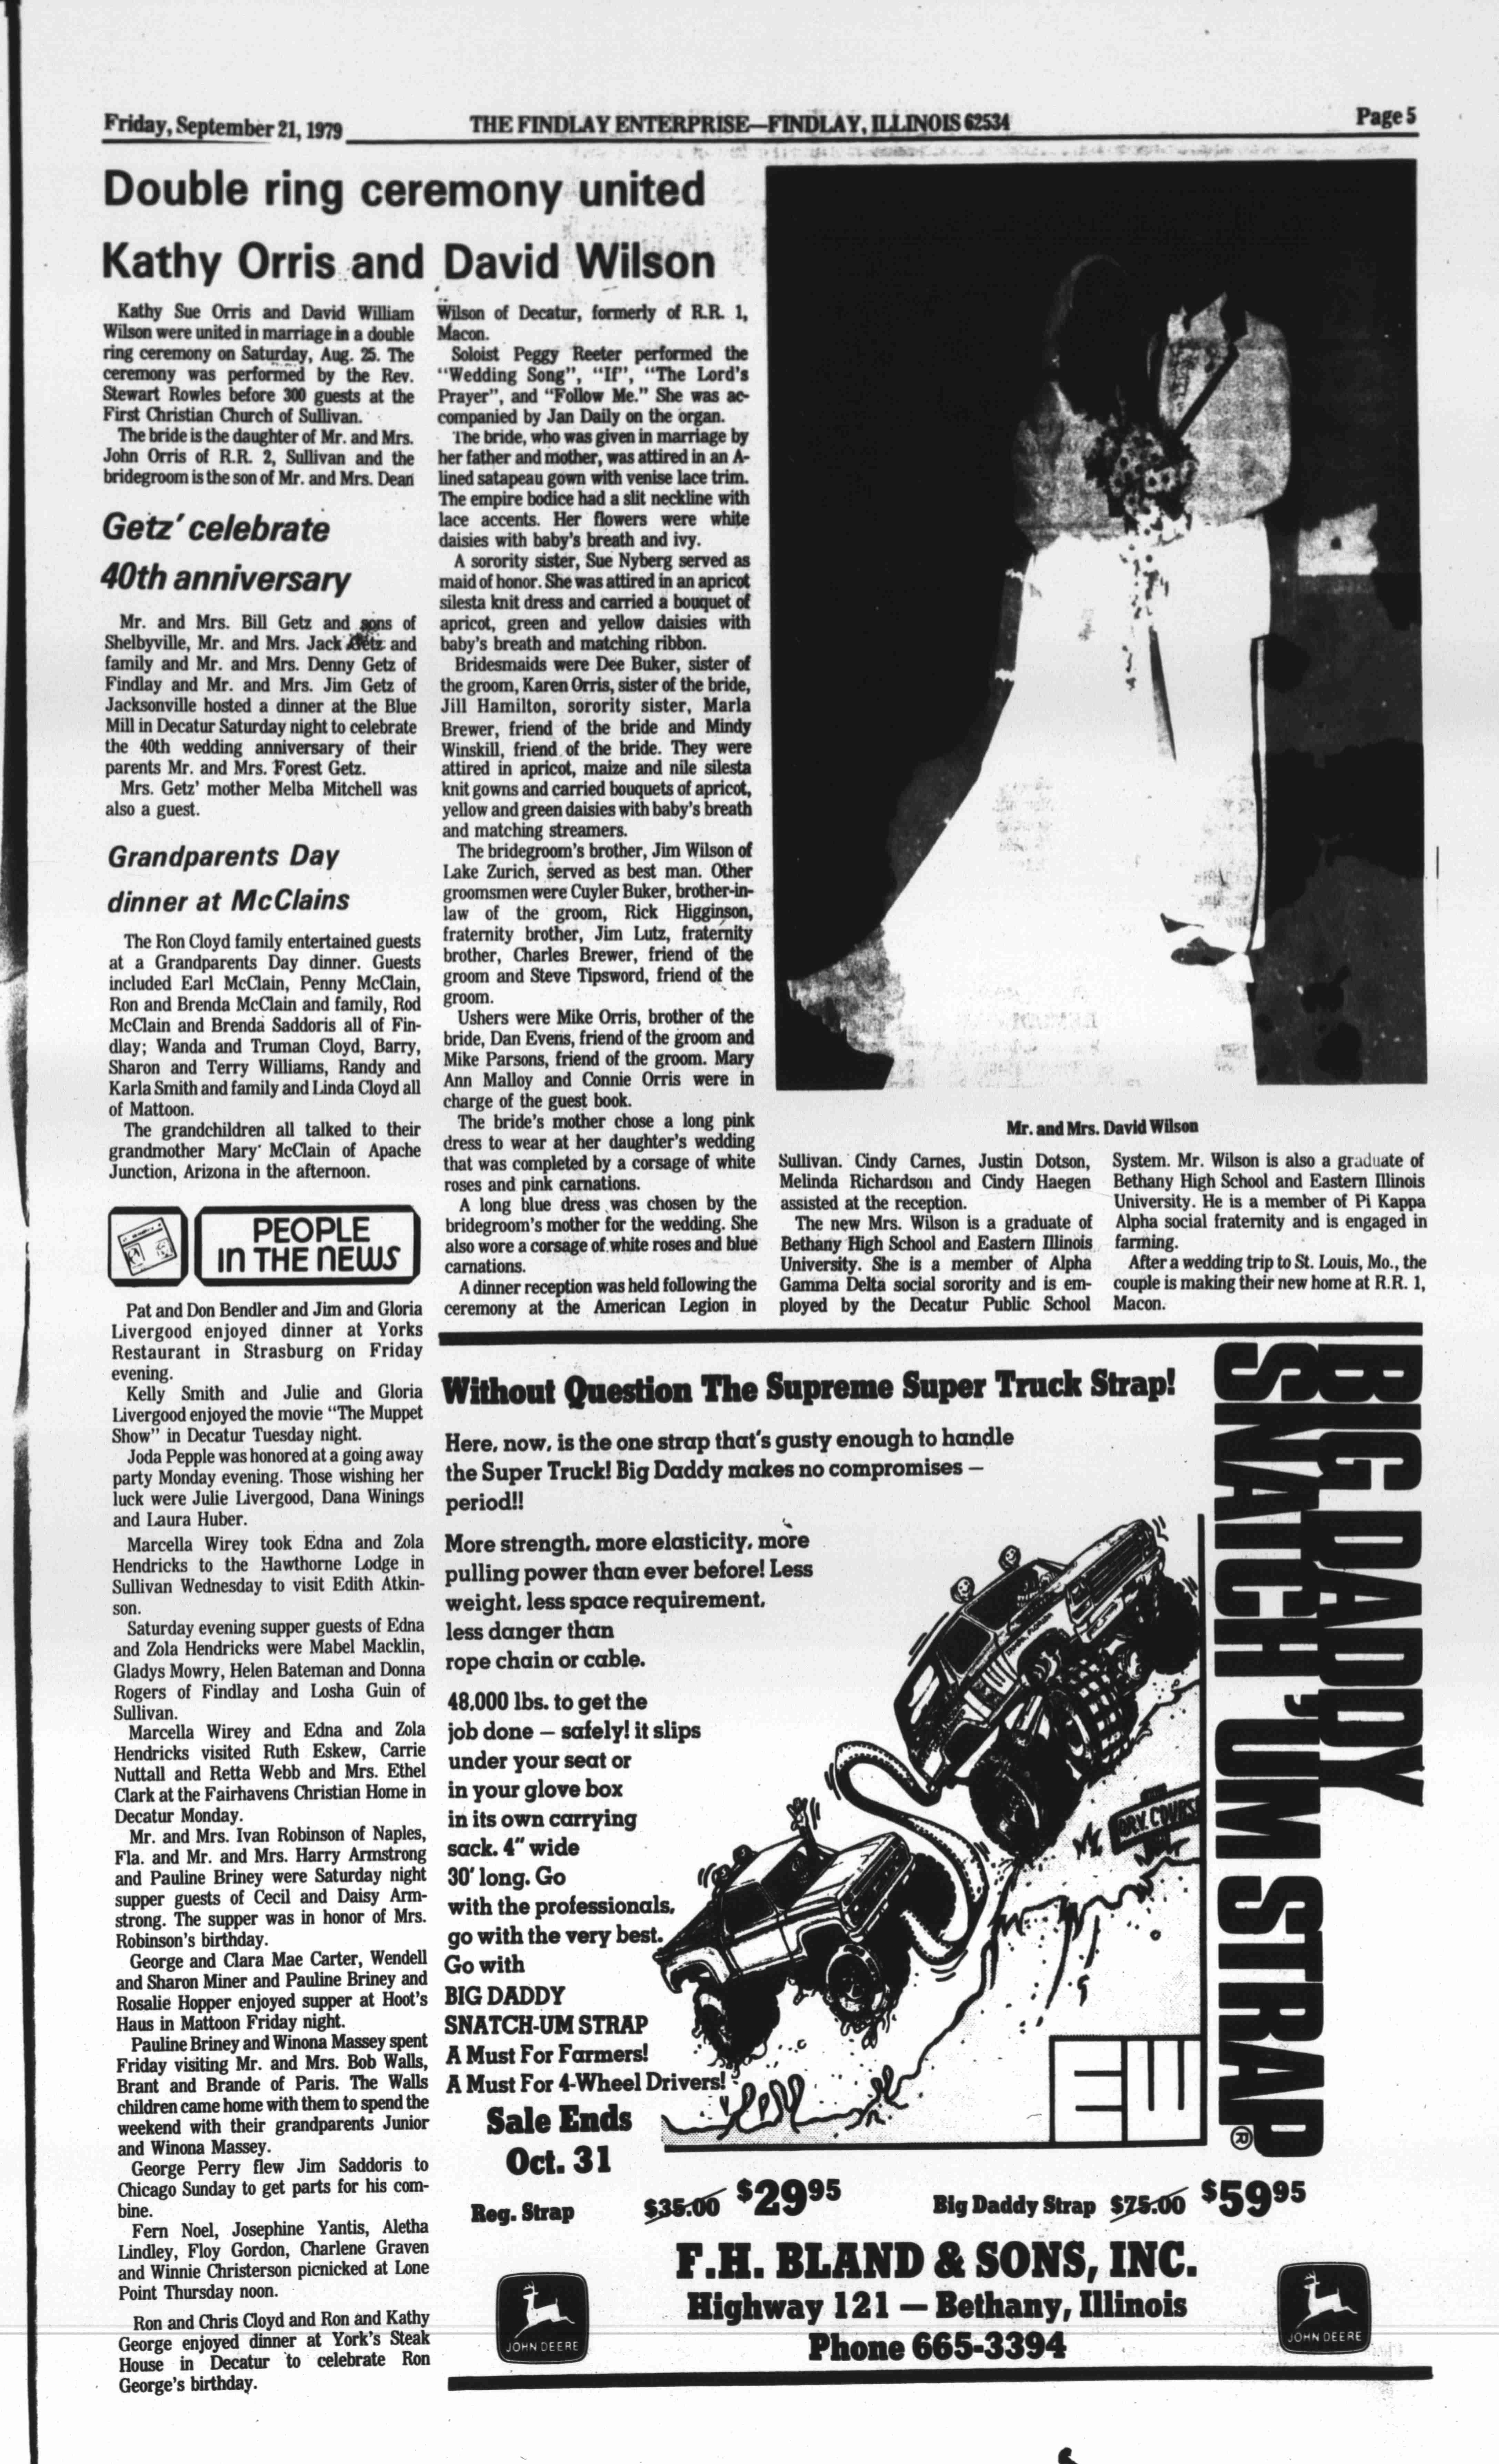 Friday, September 21, 1979
THE FINDLAY ENTERPRISE—FINDLAY, ILLINOIS 62534
Page 5
Double ring ceremony united
Kathy Orris and David Wilson
Kathy Sue Orris and David William
Wilson were united in marriage in a double
ring ceremony on Saturday, Aug. 25. The
ceremony was performed by the Rev.
Stewart Rowles before 300 guests at the
First Christian Church of Sullivan.
The bride is the daughter of Mr. and Mrs.
John Orris of R.R. 2, Sullivan and the
bridegroom is the son of Mr. and Mrs. Dean
Wilson of Decatur, formerly of R.R. 1,
Macon.
Soloist Peggy Reeter performed the
"Wedding Song", "If", "The Lord's
Prayer", and "Follow Me." She was ac-
companied by Jan Daily on the organ.
The bride, who was given in marriage by
her father and mother, was attired in an A-
lined satapeau gown with venise lace trim.
The empire bodice had a slit neckline with
lace accents. Her flowers were white
daisies with baby's breath and ivy.
A sorority sister, Sue Nyberg served as
maid of honor. She was attired in an apricot
silesta knit dress and carried a bouquet of
apricot, green and yellow daisies with
baby's breath and matching ribbon.
Bridesmaids were Dee Buker, sister of
the groom, Karen Orris, sister of the bride,
Jill Hamilton, sorority sister, Marla
Brewer, friend of the bride and Mindy
Winskill, friend of the bride. They were
attired in apricot, maize and nile silesta
knit gowns and carried bouquets of apricot,
yellow and green daisies with baby's breath
and matching streamers.
The bridegroom's brother, Jim Wilson of
Lake Zurich, served as best man. Other
groomsmen were Cuyler Buker, brother-in-
law of the groom, Rick Higginson,
fraternity brother, Jim Lutz, fraternity
brother, Charles Brewer, friend of the
groom and Steve Tipsword, friend of the
groom.
Ushers were Mike Orris, brother of the
bride, Dan Evens, friend of the groom and
Mike Parsons, friend of the groom. Mary
Ann Malloy and Connie Orris were in
charge of the guest book.
The bride's mother chose a long pink
dress to wear at her daughter's wedding
that was completed by a corsage of white
roses and pink carnations.
A long blue dress was chosen by the
bridegroom's mother for the wedding. She
also wore a corsage of white roses and blue
carnations.
A dinner reception was held following the
ceremony at the American Legion in
Sullivan. Cindy Carnes, Justin Dotson,
Melinda Richardson and Cindy Haegen
assisted at the reception.
The new Mrs. Wilson is a graduate of
Bethany High School and Eastern Illinois
University. She is a member of Alpha
Gamma Delta social sorority and is em-
ployed by the Decatur Public School
System. Mr. Wilson is also a graduate of
Bethany High School and Eastern Illinois
University. He is a member of Pi Kappa
Alpha social fraternity and is engaged in
farming.
After a wedding trip to St. Louis, Mo., the
couple is making their new home at R.R. 1,
Macon.
Mr. and Mrs. David Wilson
Getz' celebrate
40th anniversary
Mr. and Mrs. Bill Getz and sons of
Shelbyville, Mr. and Mrs. Jack Getz and
family and Mr. and Mrs. Denny Getz of
Findlay and Mr. and Mrs. Jim Getz of
Jacksonville hosted a dinner at the Blue
Mill in Decatur Saturday night to celebrate
the 40th wedding anniversary of their
parents Mr. and Mrs. Forest Getz.
Mrs. Getz' mother Melba Mitchell was
also a guest.
Grandparents Day
dinner at McClains
The Ron Cloyd family entertained guests
at a Grandparents Day dinner. Guests
included Earl McClain, Penny McClain,
Ron and Brenda McClain and family, Rod
McClain and Brenda Saddoris all of Fin-
dlay; Wanda and Truman Cloyd, Barry,
Sharon and Terry Williams, Randy and
Karla Smith and family and Linda Cloyd all
of Mattoon.
The grandchildren all talked to their
grandmother Mary McClain of Apache
Junction, Arizona in the afternoon.
PEOPLE
in THE nEWS
Pat and Don Bendler and Jim and Gloria
Livergood enjoyed dinner at Yorks
Restaurant in Strasburg on Friday
evening.
Kelly Smith and Julie and Gloria
Livergood enjoyed the movie "The Muppet
Show" in Decatur Tuesday night.
Joda Pepple was honored at a going away
party Monday evening. Those wishing her
luck were Julie Livergood, Dana Winings
and Laura Huber.
Marcella Wirey took Edna and Zola
Hendricks to the Hawthorne Lodge in
Sullivan Wednesday to visit Edith Atkin-
son.
Saturday evening supper guests of Edna
and Zola Hendricks were Mabel Macklin,
Gladys Mowry, Helen Bateman and Donna
Rogers of Findlay and Losha Guin of
Sullivan.
Marcella Wirey and Edna and Zola
Hendricks visited Ruth Eskew, Carrie
Nuttall and Retta Webb and Mrs. Ethel
Clark at the Fairhavens Christian Home in
Decatur Monday.
Mr. and Mrs. Ivan Robinson of Naples,
Fla. and Mr. and Mrs. Harry Armstrong
and Pauline Briney were Saturday night
supper guests of Cecil and Daisy Arm-
strong. The supper was in honor of Mrs.
Robinson's birthday.
George and Clara Mae Carter, Wendell
and Sharon Miner and Pauline Briney and
Rosalie Hopper enjoyed supper at Hoot's
Haus in Mattoon Friday night.
Pauline Briney and Winona Massey spent
Friday visiting Mr. and Mrs. Bob Walls,
Brant and Brande of Paris. The Walls
children came home with them to spend the
weekend with their grandparents Junior
and Winona Massey.
George Perry flew Jim Saddoris to
Chicago Sunday to get parts for his com-
bine.
Fern Noel, Josephine Yantis, Aletha
Lindley, Floy Gordon, Charlene Graven
and Winnie Christerson picnicked at Lone
Point Thursday noon.
Ron and Chris Cloyd and Ron and Kathy
George enjoyed dinner at York's Steak
House in Decatur to celebrate Ron
George's birthday.
Without Question The Supreme Super Truck Strap!
Here, now, is the one strap that's gusty enough to handle
the Super Truck! Big Daddy makes no compromises —
period!!
More strength, more elasticity, more
pulling power than ever before! Less
weight, less space requirement,
less danger than
rope chain or cable.
48,000 lbs. to get the
job done — safely! it slips
under your seat or
in your glove box
in its own carrying
sack. 4" wide
30' long. Go
with the professionals,
go with the very best.
Go with
BIG DADDY
SNATCH-UM STRAP
A Must For Farmers!
A Must For 4-Wheel Drivers!
BIG DADDY
SNATCH 'UM STRAP®
O.R.V. COURSE
EW
Sale Ends
Oct. 31
Reg. Strap $35.00 $2995
Big Daddy Strap $75.00 $5995
F.H. BLAND & SONS, INC.
Highway 121 — Bethany, Illinois
Phone 665-3394
JOHN DEERE
JOHN DEERE